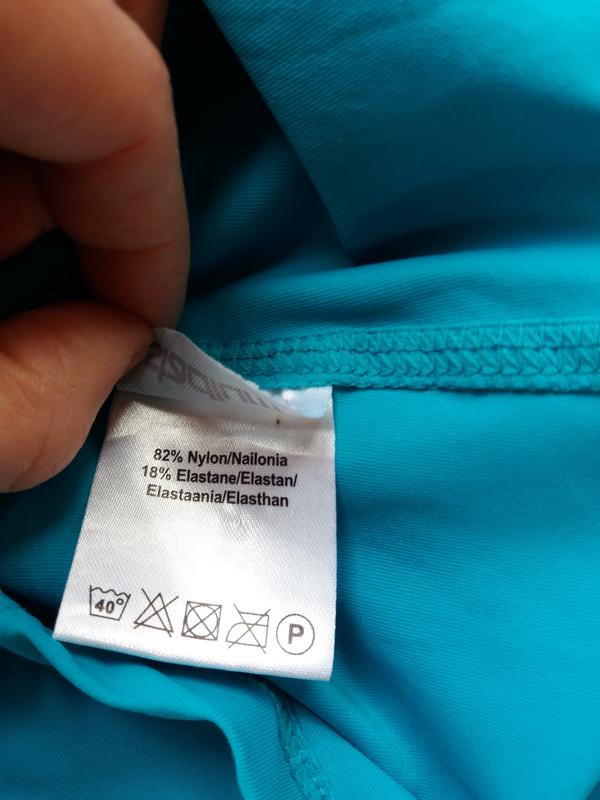 82% Nylon/Nailonia
18% Elastane/Elastan/
Elastaania/Elasthan
40°
P